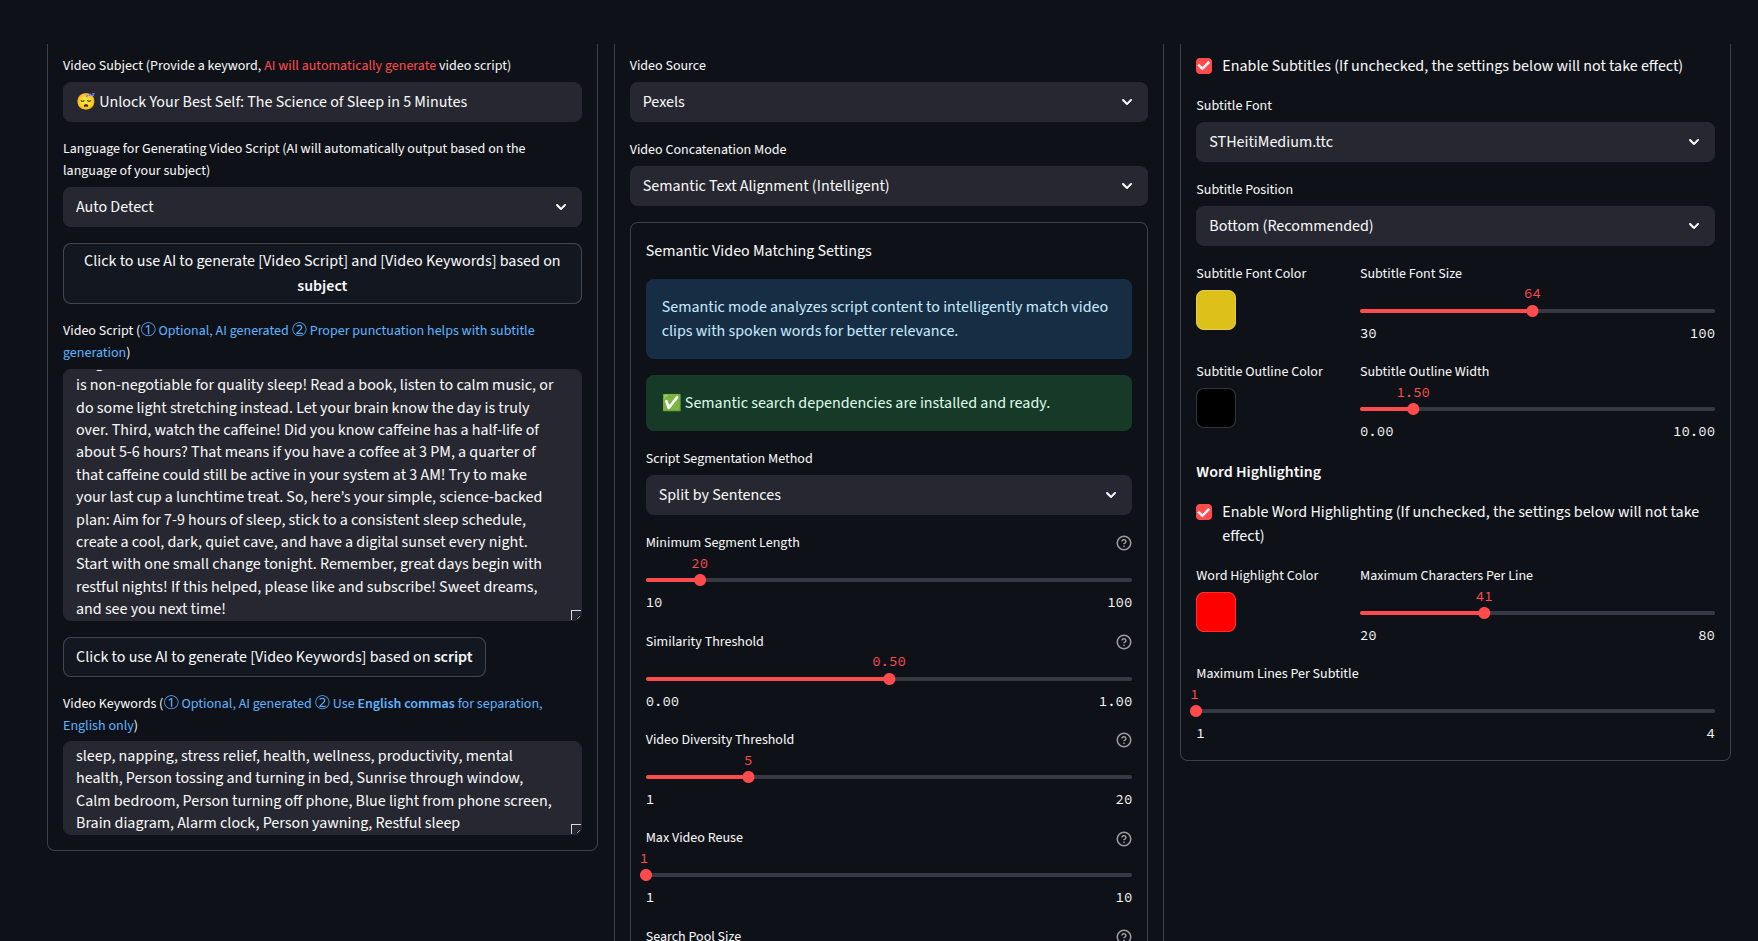 Video Subject (Provide a keyword, AI will automatically generate video script)
😴 Unlock Your Best Self: The Science of Sleep in 5 Minutes
Language for Generating Video Script (AI will automatically output based on the
language of your subject)
Auto Detect
Click to use AI to generate [Video Script] and [Video Keywords] based on
subject
Video Script (① Optional, AI generated ② Proper punctuation helps with subtitle
generation)
is non-negotiable for quality sleep! Read a book, listen to calm music, or
do some light stretching instead. Let your brain know the day is truly
over. Third, watch the caffeine! Did you know caffeine has a half-life of
about 5-6 hours? That means if you have a coffee at 3 PM, a quarter of
that caffeine could still be active in your system at 3 AM! Try to make
your last cup a lunchtime treat. So, here’s your simple, science-backed
plan: Aim for 7-9 hours of sleep, stick to a consistent sleep schedule,
create a cool, dark, quiet cave, and have a digital sunset every night.
Start with one small change tonight. Remember, great days begin with
restful nights! If this helped, please like and subscribe! Sweet dreams,
and see you next time!
Click to use AI to generate [Video Keywords] based on script
Video Keywords (① Optional, AI generated ② Use English commas for separation,
English only)
sleep, napping, stress relief, health, wellness, productivity, mental
health, Person tossing and turning in bed, Sunrise through window,
Calm bedroom, Person turning off phone, Blue light from phone screen,
Brain diagram, Alarm clock, Person yawning, Restful sleep
Video Source
Pexels
Video Concatenation Mode
Semantic Text Alignment (Intelligent)
Semantic Video Matching Settings
Semantic mode analyzes script content to intelligently match video
clips with spoken words for better relevance.
✅ Semantic search dependencies are installed and ready.
Script Segmentation Method
Split by Sentences
Minimum Segment Length
20
10 100
Similarity Threshold
0.50
0.00 1.00
Video Diversity Threshold
5
1 20
Max Video Reuse
1
1 10
Search Pool Size
Enable Subtitles (If unchecked, the settings below will not take effect)
Subtitle Font
STHeitiMedium.ttc
Subtitle Position
Bottom (Recommended)
Subtitle Font Color
Subtitle Font Size
64
30 100
Subtitle Outline Color
Subtitle Outline Width
1.50
0.00 10.00
Word Highlighting
Enable Word Highlighting (If unchecked, the settings below will not take
effect)
Word Highlight Color
Maximum Characters Per Line
41
20 80
Maximum Lines Per Subtitle
1
1 4